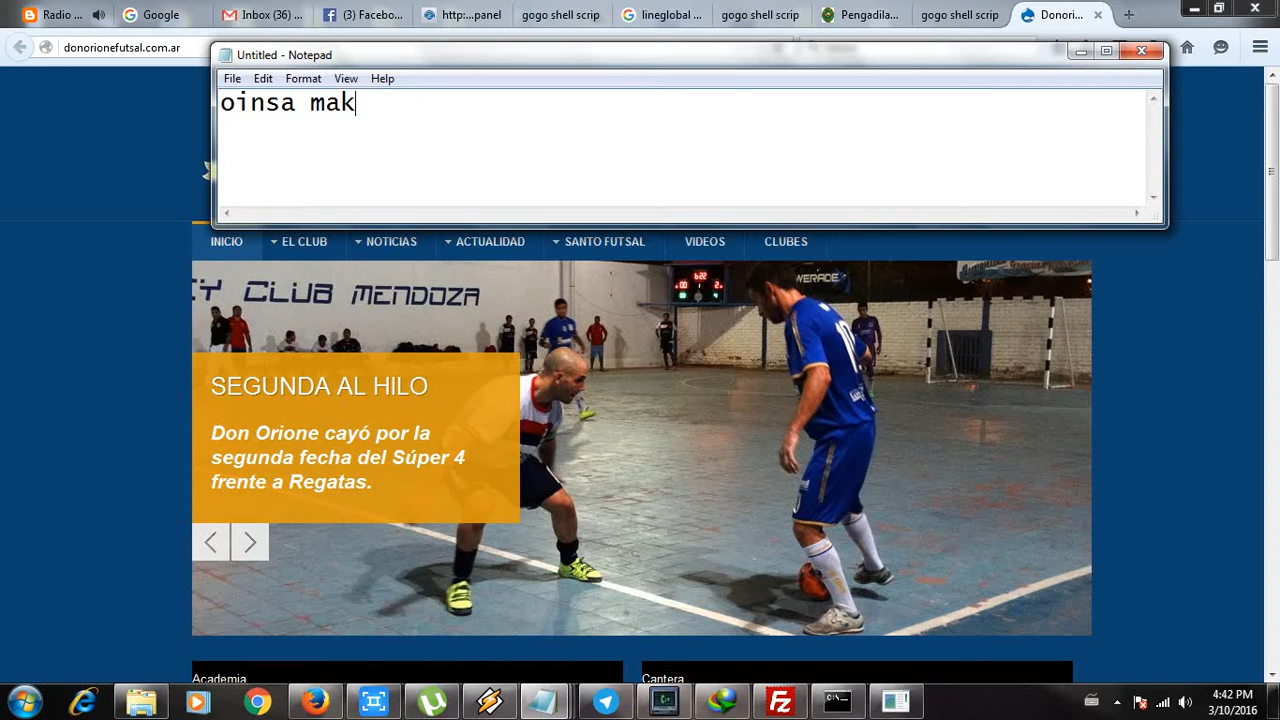 Radio ...
Google
Inbox (36) ...
(3) Facebo...
http:...panel
gogo shell scrip
lineglobal ...
gogo shell scrip
Pengadila...
gogo shell scrip
Donori...
donorionefutsal.com.ar
Untitled - Notepad
File Edit Format View Help
oinsa mak
INICIO EL CLUB NOTICIAS ACTUALIDAD SANTO FUTSAL VIDEOS CLUBES
EY CLUB MENDOZA
WERADE
10
SEGUNDA AL HILO
Don Orione cayó por la
segunda fecha del Súper 4
frente a Regatas.
Academia
Cantera
4:42 PM
3/10/2016